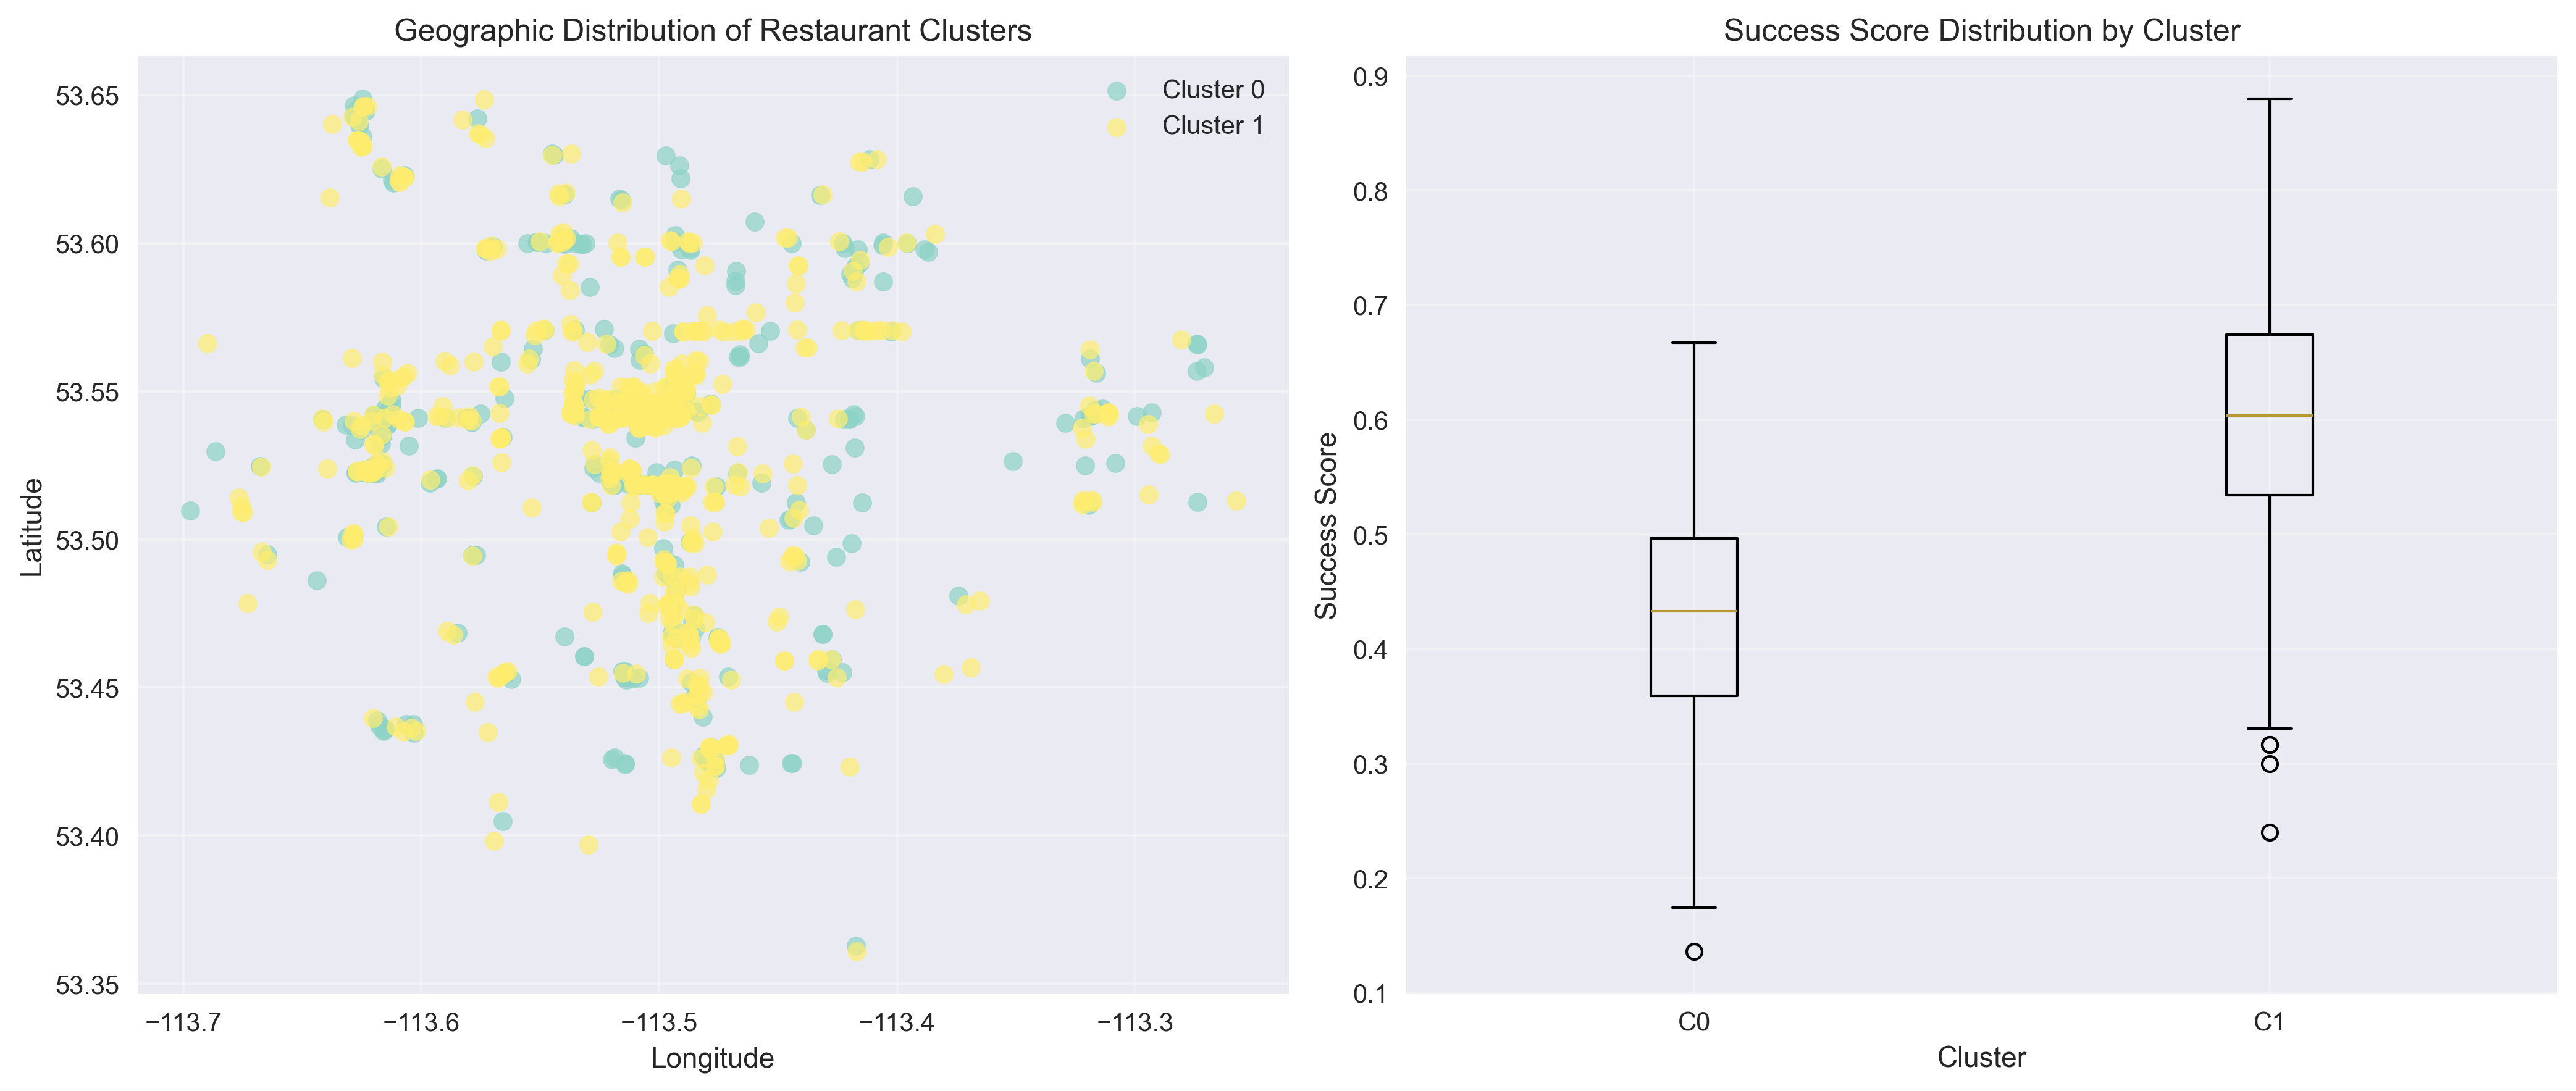 Geographic Distribution of Restaurant Clusters
Cluster 0
Cluster 1
53.65
53.60
53.55
53.50
53.45
53.40
53.35
Latitude
−113.7
−113.6
−113.5
−113.4
−113.3
Longitude
Success Score Distribution by Cluster
0.9
0.8
0.7
0.6
0.5
0.4
0.3
0.2
0.1
Success Score
C0
C1
Cluster